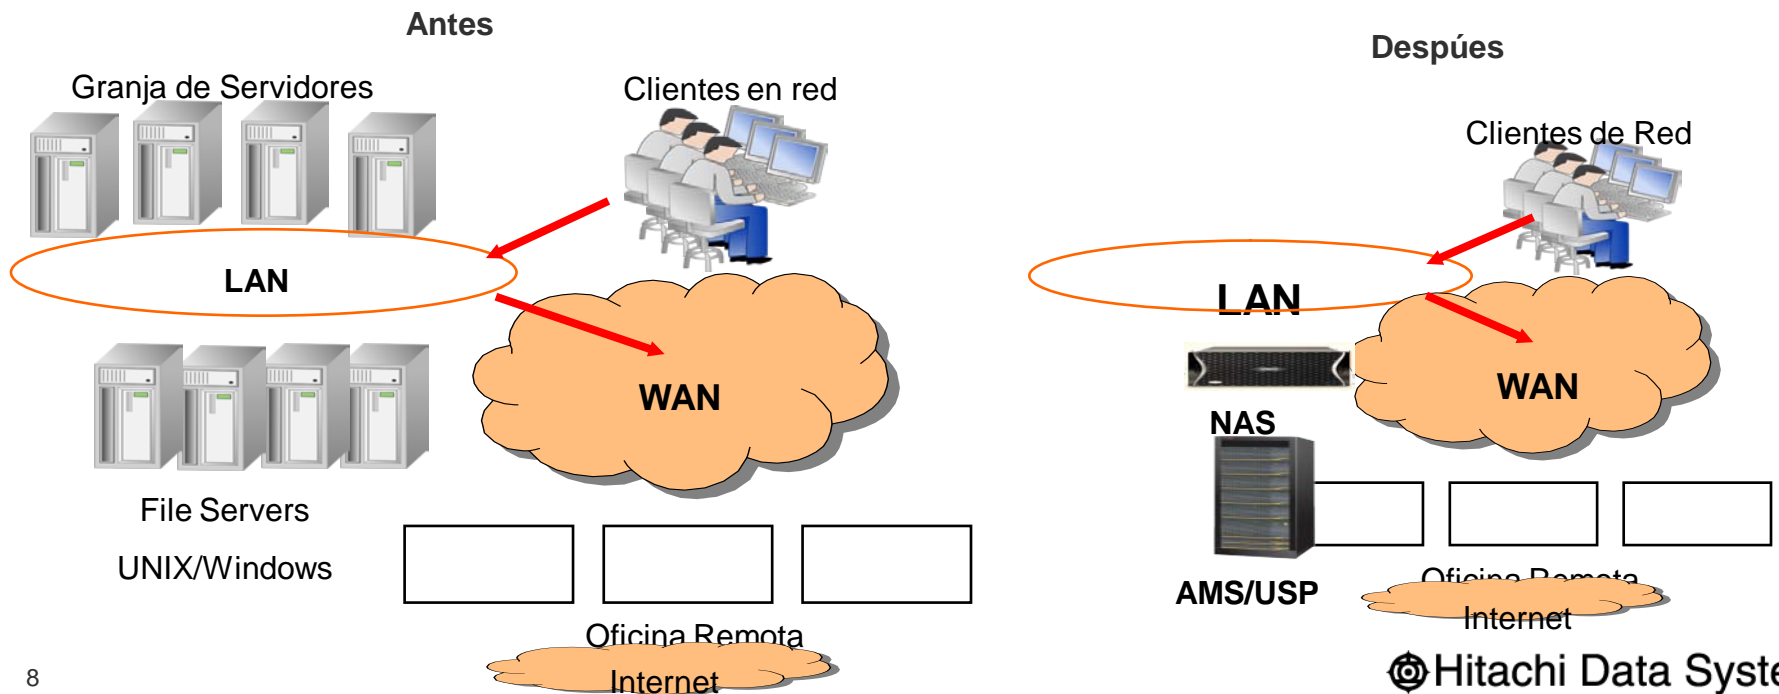 Antes
Granja de Servidores
Clientes en red
LAN
WAN
File Servers
UNIX/Windows
Oficina Remota
Internet
8
Despúes
Clientes de Red
LAN
WAN
NAS
AMS/USP
Oficina Remota
Internet
Hitachi Data Syste